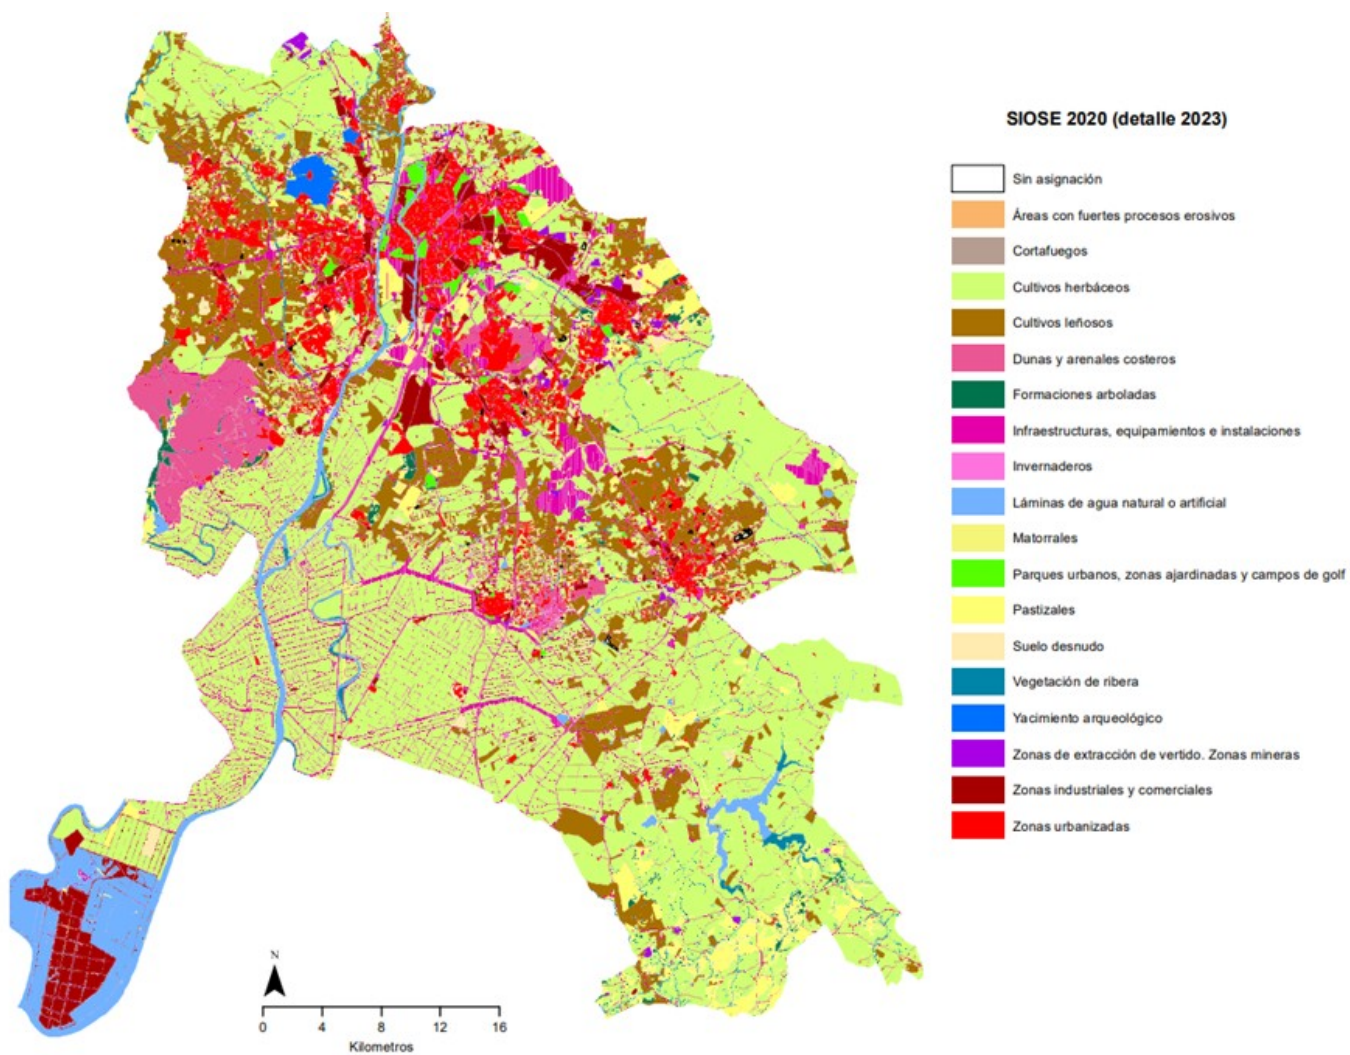 SIOSE 2020 (detalle 2023)
Sin asignación
Áreas con fuertes procesos erosivos
Cortafuegos
Cultivos herbáceos
Cultivos leñosos
Dunas y arenales costeros
Formaciones arboladas
Infraestructuras, equipamientos e instalaciones
Invernaderos
Láminas de agua natural o artificial
Matorrales
Parques urbanos, zonas ajardinadas y campos de golf
Pastizales
Suelo desnudo
Vegetación de ribera
Yacimiento arqueológico
Zonas de extracción de vertido. Zonas mineras
Zonas industriales y comerciales
Zonas urbanizadas
N
0 4 8 12 16
Kilometros